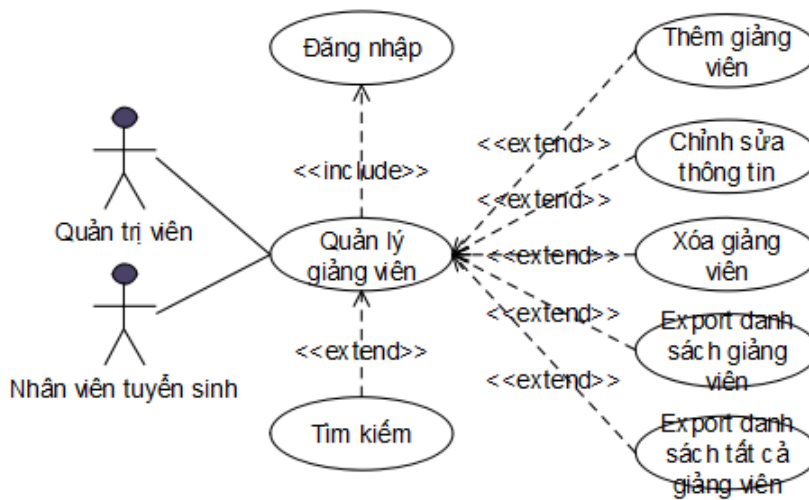 Đăng nhập
Thêm giảng
viên
<<extend>>
Chỉnh sửa
thông tin
<<include>>
<<extend>>
Quản trị viên
Quản lý
giảng viên
<<extend>>
Xóa giảng
viên
<<extend>>
Export danh
sách giảng
viên
Nhân viên tuyển sinh
<<extend>>
<<extend>>
Tìm kiếm
Export danh
sách tất cả
giảng viên